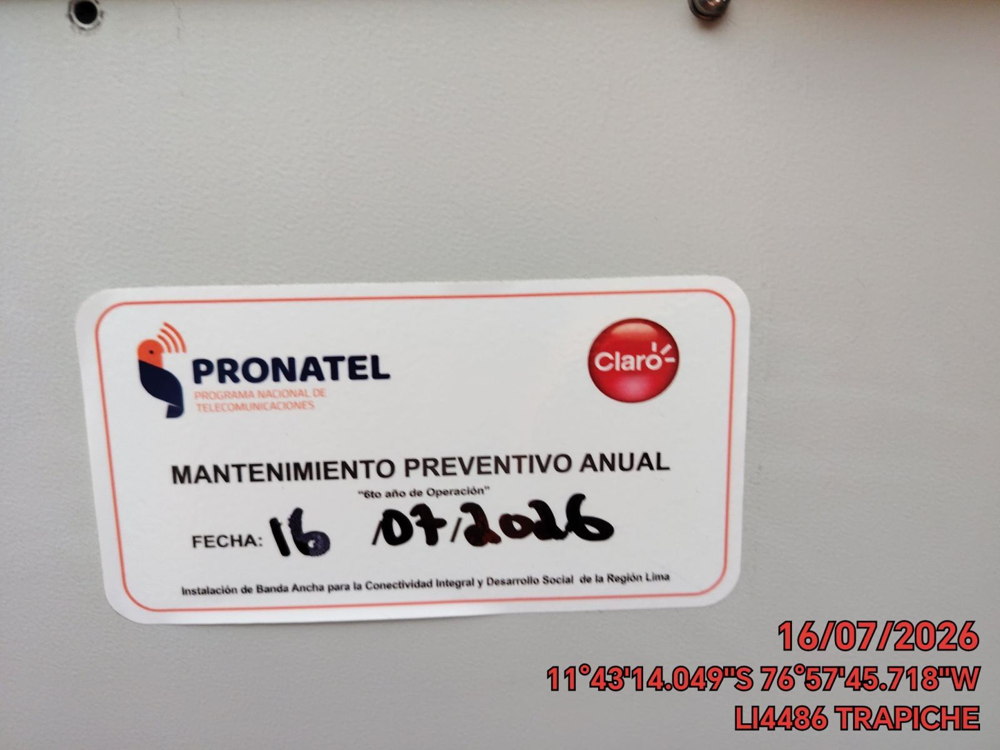 PRONATEL
PROGRAMA NACIONAL DE
TELECOMUNICACIONES
Claro
MANTENIMIENTO PREVENTIVO ANUAL
"6to año de Operación"
FECHA: 16 /07/2026
Instalación de Banda Ancha para la Conectividad Integral y Desarrollo Social de la Región Lima
16/07/2026
11°43'14.049"S 76°57'45.718"W
LI4486 TRAPICHE